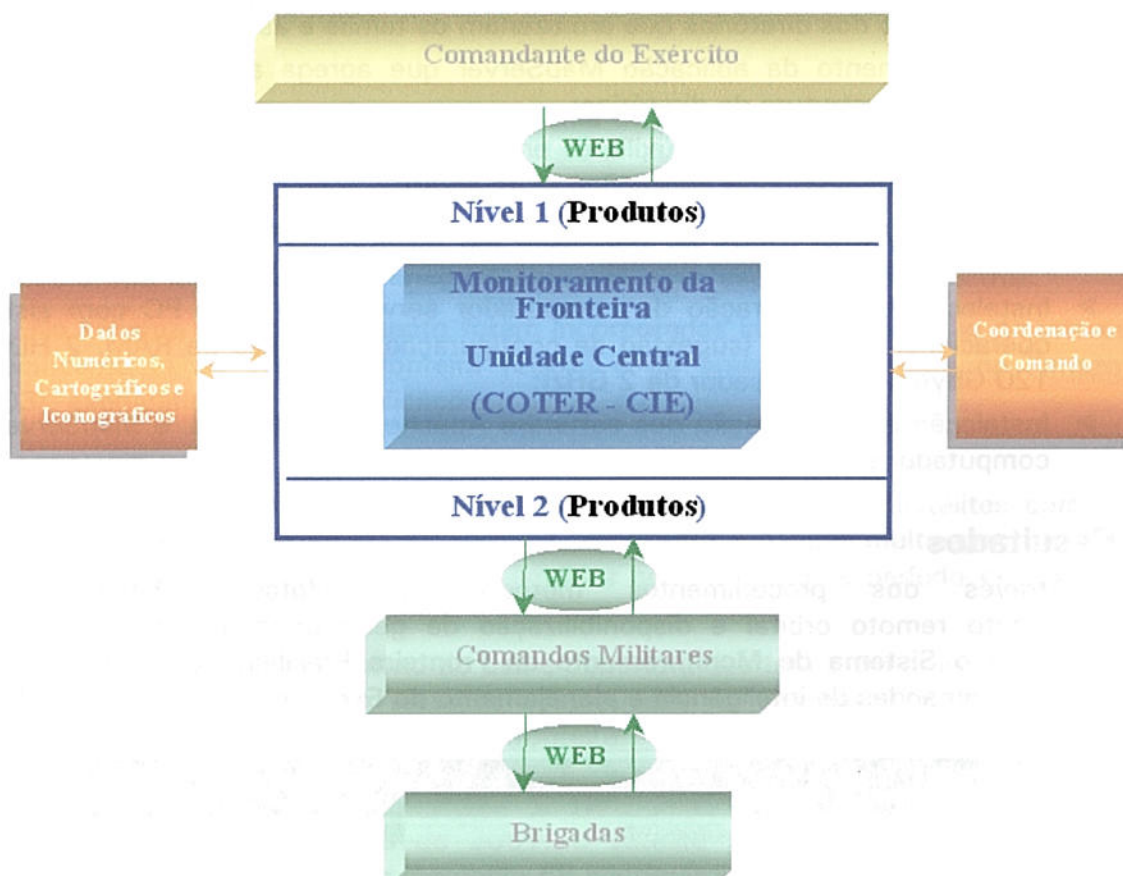 Comandante do Exército
WEB
Nível 1 (Produtos)
Monitoramento da
Fronteira
Unidade Central
(COTER - CIE)
Dados
Numéricos,
Cartográficos e
Iconográficos
Coordenação e
Comando
Nível 2 (Produtos)
WEB
Comandos Militares
WEB
Brigadas